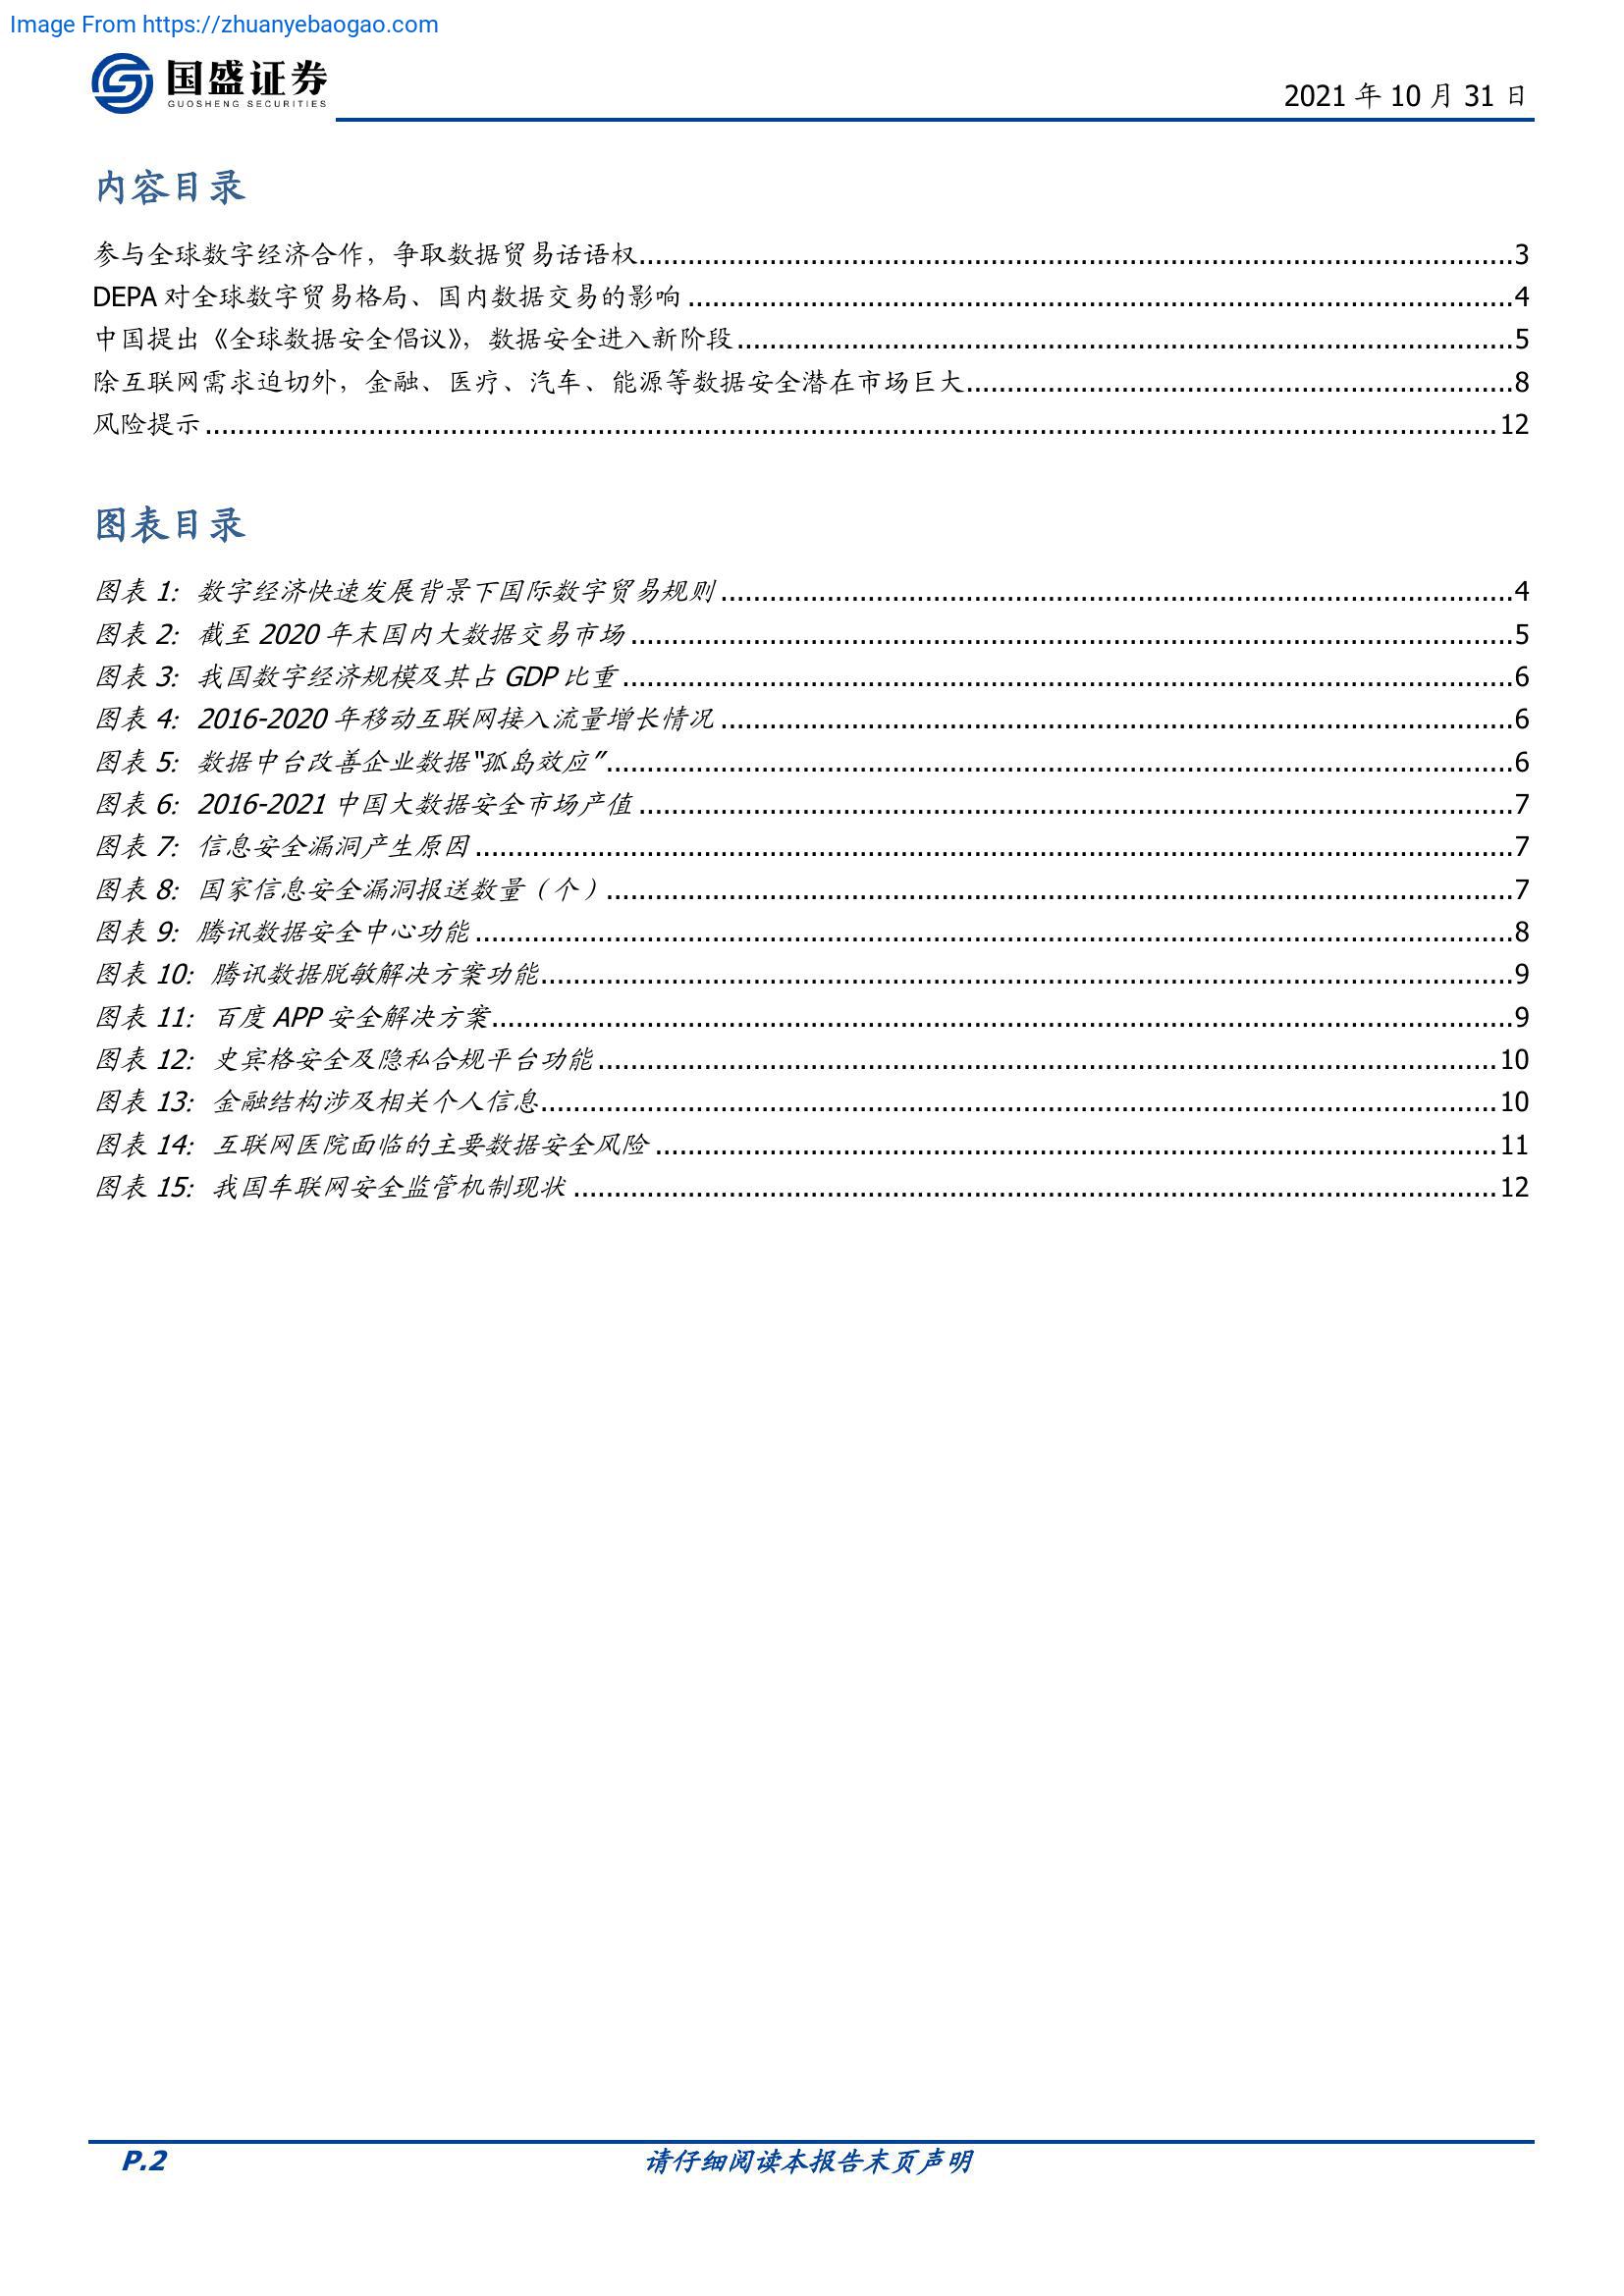 Image From https://zhuanyebaogao.com
国盛证券
GUOSHENG SECURITIES
2021 年 10 月 31 日
内容目录
参与全球数字经济合作，争取数据贸易话语权........................3
DEPA 对全球数字贸易格局、国内数据交易的影响........................4
中国提出《全球数据安全倡议》，数据安全进入新阶段........................5
除互联网需求迫切外，金融、医疗、汽车、能源等数据安全潜在市场巨大........................8
风险提示........................12
图表目录
图表 1: 数字经济快速发展背景下国际数字贸易规则........................4
图表 2: 截至 2020 年末国内大数据交易市场........................5
图表 3: 我国数字经济规模及其占 GDP 比重........................6
图表 4: 2016-2020 年移动互联网接入流量增长情况........................6
图表 5: 数据中台改善企业数据“孤岛效应”........................6
图表 6: 2016-2021 中国大数据安全市场产值........................7
图表 7: 信息安全漏洞产生原因........................7
图表 8: 国家信息安全漏洞报送数量（个）........................7
图表 9: 腾讯数据安全中心功能........................8
图表 10: 腾讯数据脱敏解决方案功能........................9
图表 11: 百度 APP 安全解决方案........................9
图表 12: 史宾格安全及隐私合规平台功能........................10
图表 13: 金融结构涉及相关个人信息........................10
图表 14: 互联网医院面临的主要数据安全风险........................11
图表 15: 我国车联网安全监管机制现状........................12
P.2
请仔细阅读本报告末页声明